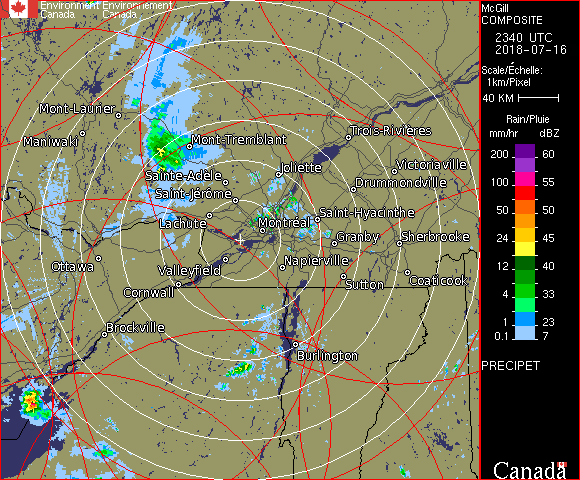 Environment Environnement
Canada Canada
McGill
COMPOSITE
2340 UTC
2018-07-16
Scale/Échelle:
1km/Pixel
40 KM
Rain/Pluie
mm/hr dBZ
200 60
150 57
100 55
50 50
24 45
12 40
4 33
1 23
0.1 7
PRECIPET
Canada
Mont-Laurier
Maniwaki
Mont-Tremblant
Trois-Rivières
Sainte-Adèle
Joliette
Victoriaville
Saint-Jérôme
Drummondville
Lachute
Montréal
Saint-Hyacinthe
Granby
Sherbrooke
Ottawa
Valleyfield
Napierville
Cornwall
Sutton
Coaticook
Brockville
Burlington